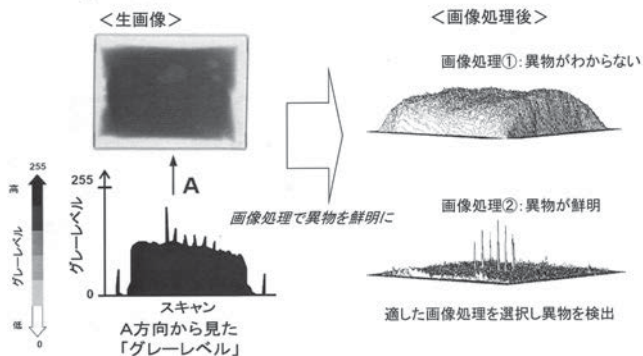 ＜生画像＞
＜画像処理後＞
画像処理①：異物がわからない
255
高
グレーレベル
低
0
255
グレーレベル
0
A
スキャン
A方向から見た
「グレーレベル」
画像処理で異物を鮮明に
画像処理②：異物が鮮明
適した画像処理を選択し異物を検出